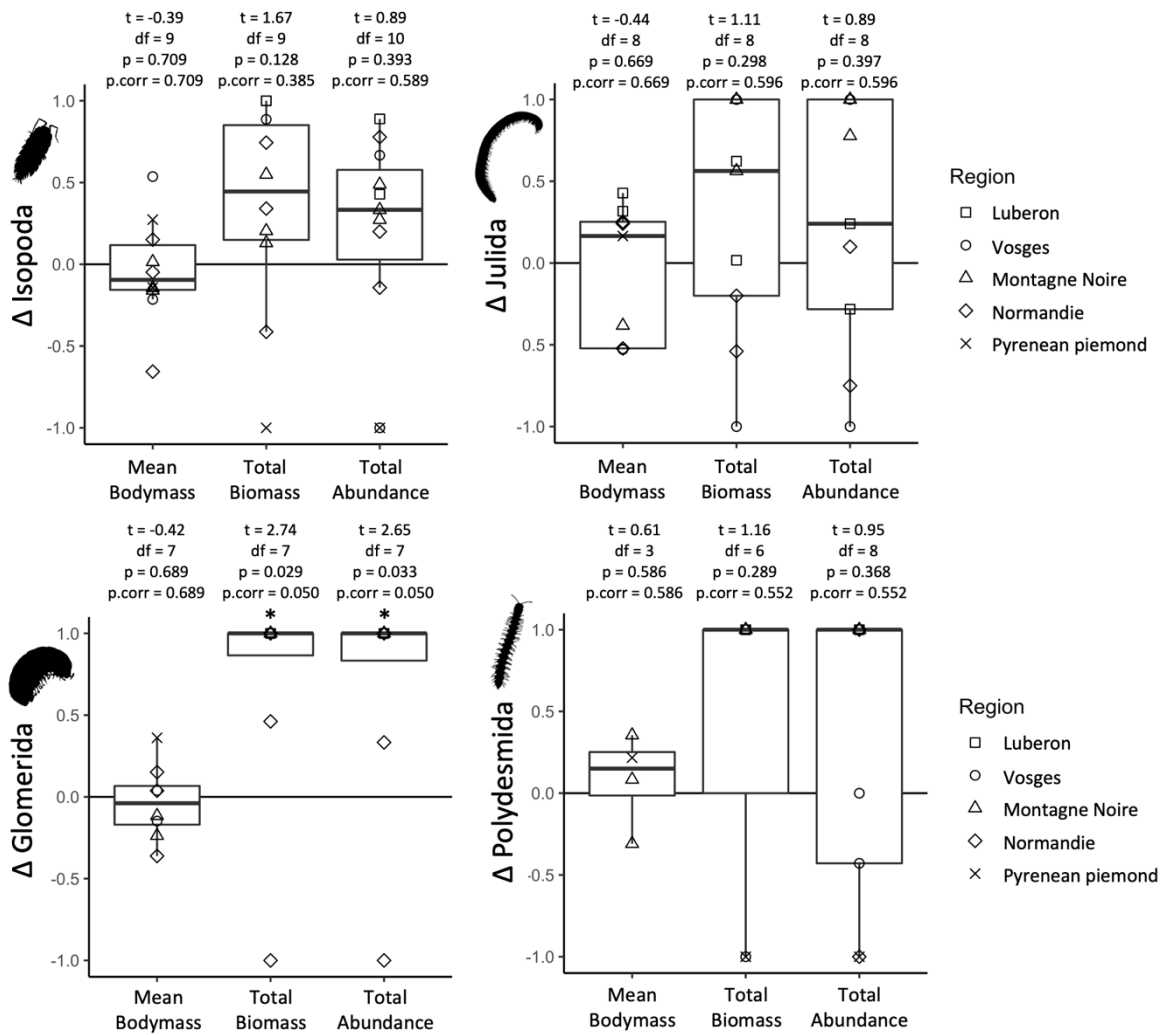 t = -0.39
df = 9
p = 0.709
p.corr = 0.709
t = 1.67
df = 9
p = 0.128
p.corr = 0.385
t = 0.89
df = 10
p = 0.393
p.corr = 0.589
Δ Isopoda
1.0
0.5
0.0
-0.5
-1.0
Mean
Bodymass
Total
Biomass
Total
Abundance
t = -0.44
df = 8
p = 0.669
p.corr = 0.669
t = 1.11
df = 8
p = 0.298
p.corr = 0.596
t = 0.89
df = 8
p = 0.397
p.corr = 0.596
Δ Julida
1.0
0.5
0.0
0.5
-1.0
Mean
Bodymass
Total
Biomass
Total
Abundance
Region
Luberon
Vosges
Montagne Noire
Normandie
Pyrenean piemond
t = -0.42
df = 7
p = 0.689
p.corr = 0.689
t = 2.74
df = 7
p = 0.029
p.corr = 0.050
*
t = 2.65
df = 7
p = 0.033
p.corr = 0.050
*
Δ Glomerida
1.0
0.5
0.0
-0.5
-1.0
Mean
Bodymass
Total
Biomass
Total
Abundance
t = 0.61
df = 3
p = 0.586
p.corr = 0.586
t = 1.16
df = 6
p = 0.289
p.corr = 0.552
t = 0.95
df = 8
p = 0.368
p.corr = 0.552
Δ Polydesmida
1.0
0.5
0.0
-0.5
-1.0
Mean
Bodymass
Total
Biomass
Total
Abundance
Region
Luberon
Vosges
Montagne Noire
Normandie
Pyrenean piemond